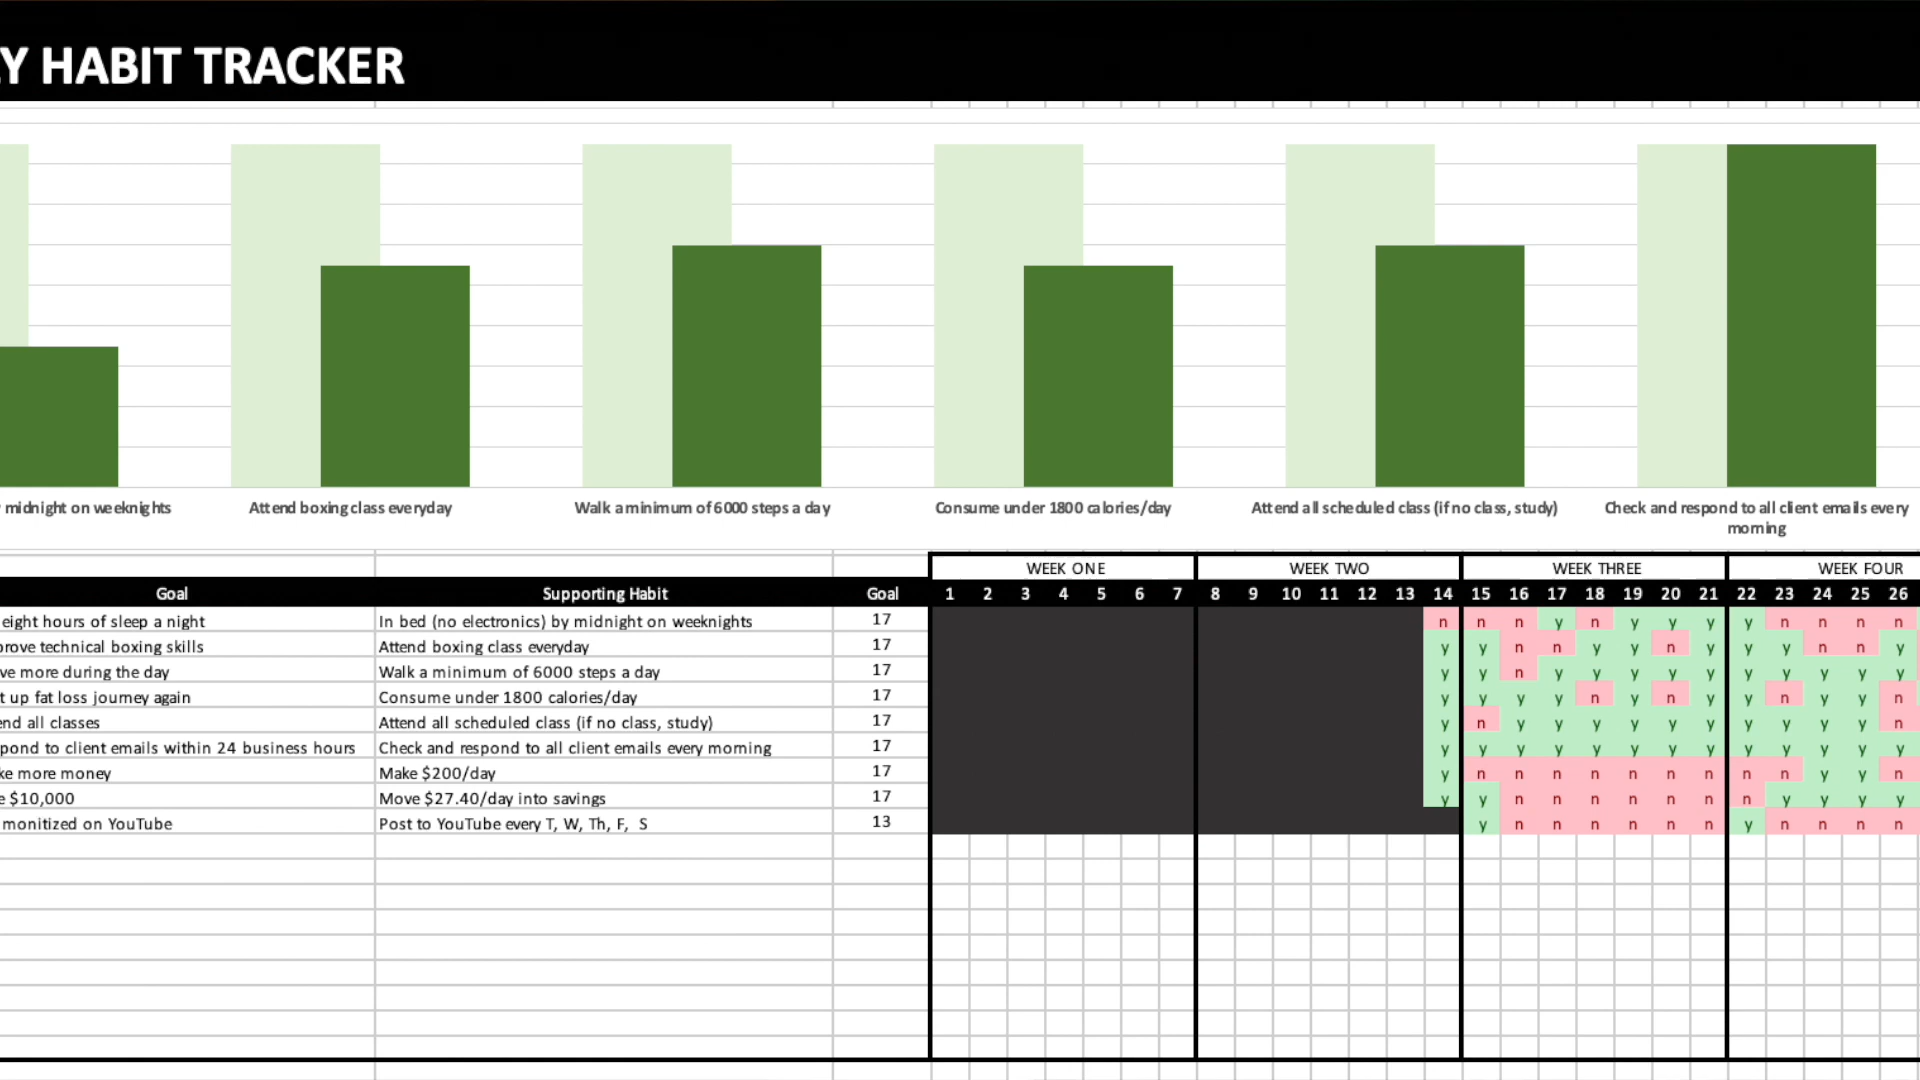 Y HABIT TRACKER
midnight on weeknights
Attend boxing class everyday
Walk a minimum of 6000 steps a day
Consume under 1800 calories/day
Attend all scheduled class (if no class, study)
Check and respond to all client emails every
morning
WEEK ONE WEEK TWO WEEK THREE WEEK FOUR
Goal Supporting Habit Goal 1 2 3 4 5 6 7 8 9 10 11 12 13 14 15 16 17 18 19 20 21 22 23 24 25 26
eight hours of sleep a night In bed (no electronics) by midnight on weeknights 17 n n n y n y y y y n n n n
prove technical boxing skills Attend boxing class everyday 17 y y n n y y n y y y n n y
ve more during the day Walk a minimum of 6000 steps a day 17 y y n y y y y y y y y y y
t up fat loss journey again Consume under 1800 calories/day 17 y y y y n y n y y n y y n
end all classes Attend all scheduled class (if no class, study) 17 y n y y y y y y y y y y n
pond to client emails within 24 business hours Check and respond to all client emails every morning 17 y y y y y y y y y y y y y
ke more money Make $200/day 17 y n n n n n n n n n y y n
e $10,000 Move $27.40/day into savings 17 y y n n n n n n n y y y y
monitized on YouTube Post to YouTube every T, W, Th, F, S 13 y n n n n n n y n n n n